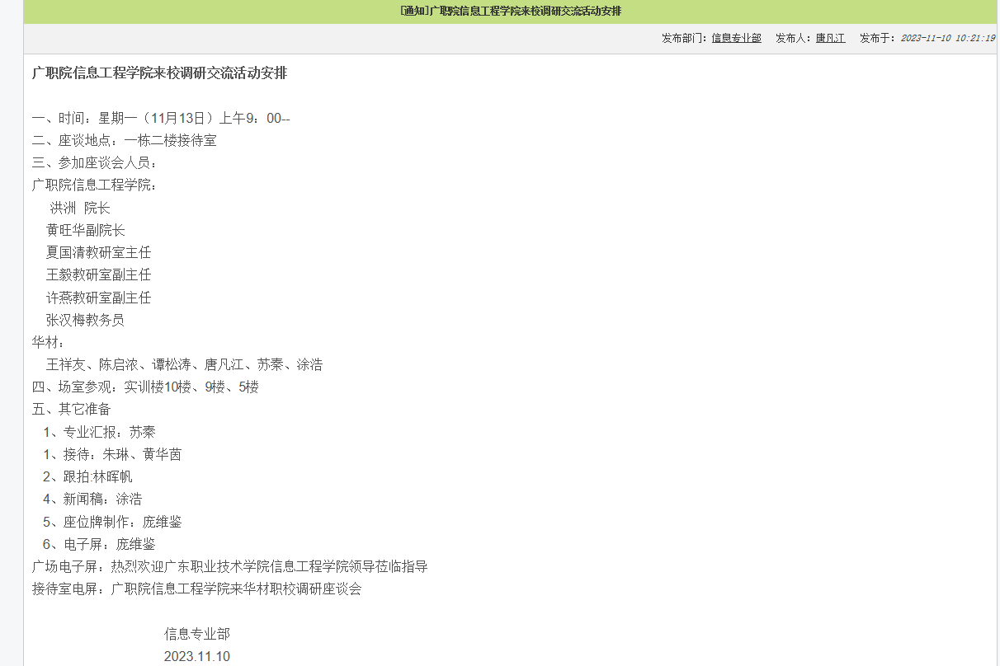 [通知]广职院信息工程学院来校调研交流活动安排
发布部门：信息专业部 发布人：唐凡江 发布于：2023-11-10 10:21:19
广职院信息工程学院来校调研交流活动安排
一、时间：星期一（11月13日）上午9：00--
二、座谈地点：一栋二楼接待室
三、参加座谈会人员：
广职院信息工程学院：
洪洲 院长
黄旺华副院长
夏国清教研室主任
王毅教研室副主任
许燕教研室副主任
张汉梅教务员
华材：
王祥友、陈启浓、谭松涛、唐凡江、苏秦、涂浩
四、场室参观：实训楼10楼、9楼、5楼
五、其它准备
1、专业汇报：苏秦
1、接待：朱琳、黄华茵
2、跟拍:林晖帆
4、新闻稿：涂浩
5、座位牌制作：庞维鉴
6、电子屏：庞维鉴
广场电子屏：热烈欢迎广东职业技术学院信息工程学院领导莅临指导
接待室电屏：广职院信息工程学院来华材职校调研座谈会
信息专业部
2023.11.10